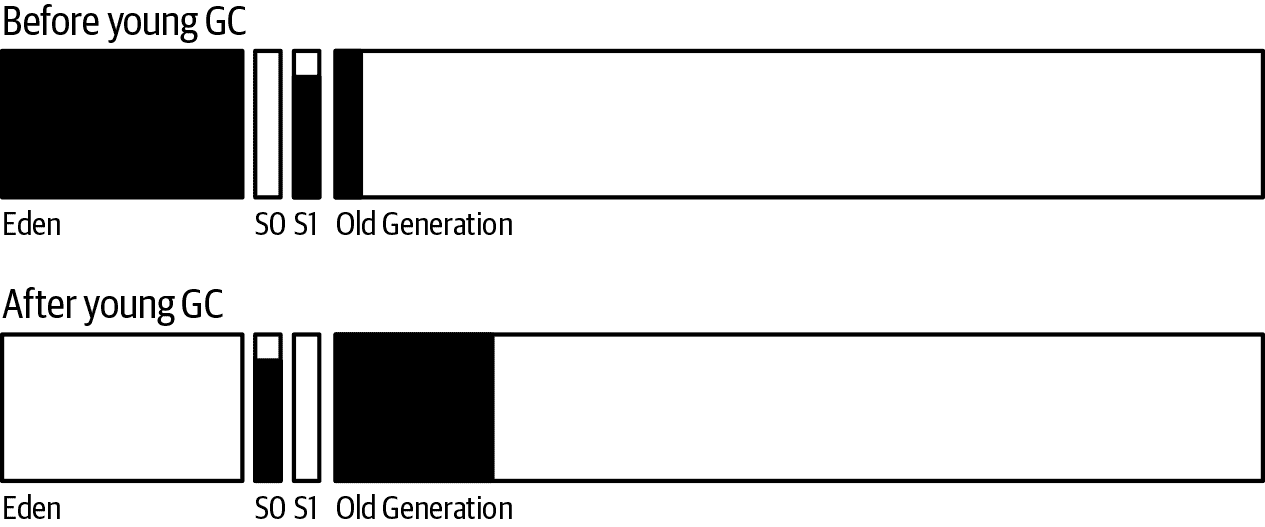 Before young GC
Eden S0 S1 Old Generation
After young GC
Eden S0 S1 Old Generation